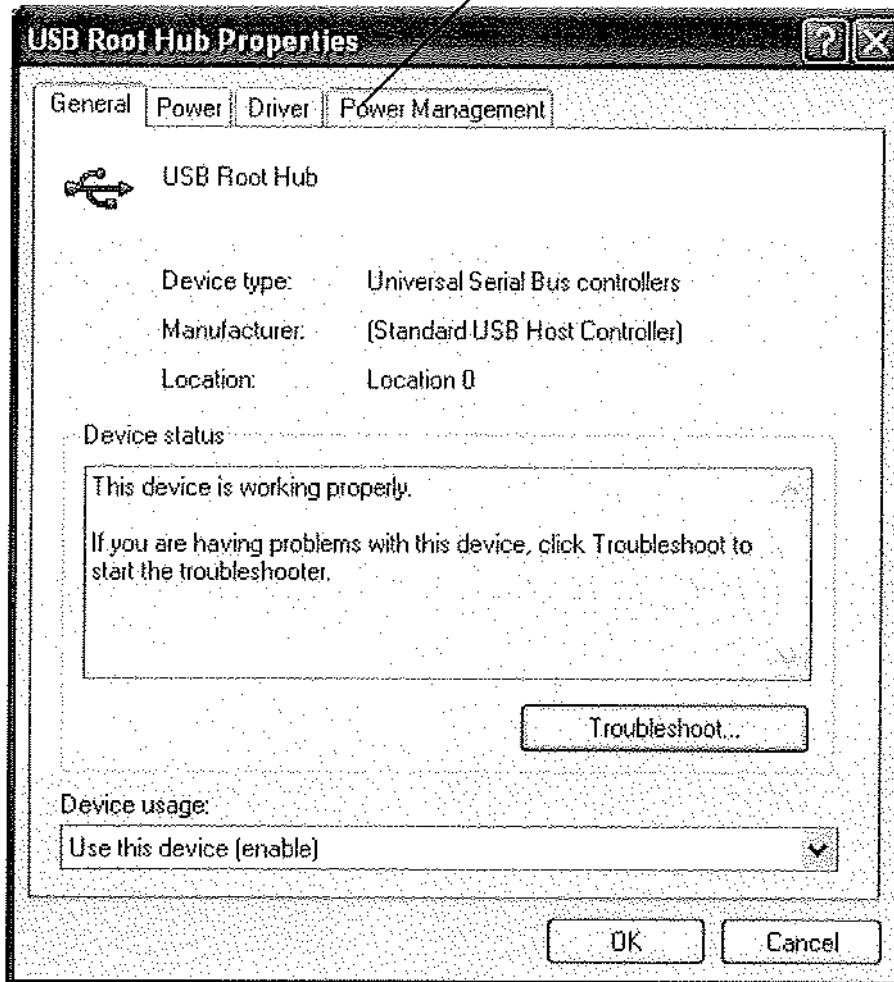 USB Root Hub Properties
General Power Driver Power Management
USB Root Hub
Device type: Universal Serial Bus controllers
Manufacturer: (Standard USB Host Controller)
Location: Location 0
Device status
This device is working properly.
If you are having problems with this device, click Troubleshoot to
start the troubleshooter.
Troubleshoot...
Device usage:
Use this device (enable)
OK Cancel